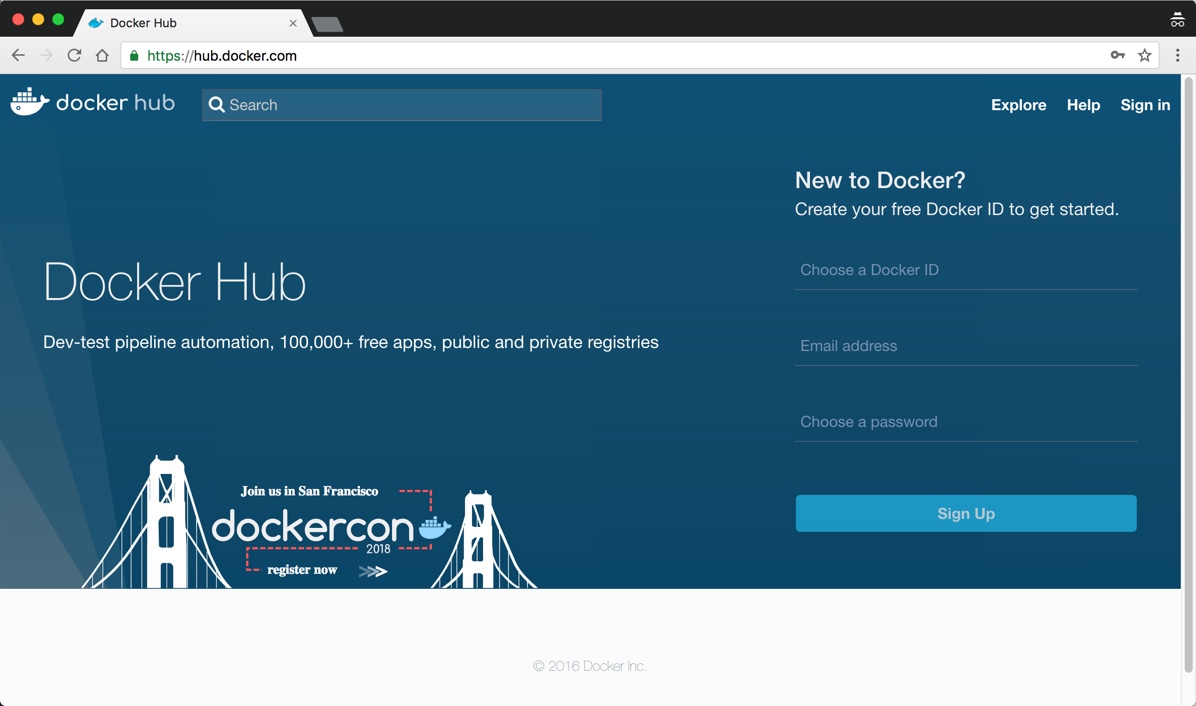 Docker Hub
https://hub.docker.com
docker hub
Search
Explore Help Sign in
New to Docker?
Create your free Docker ID to get started.
Choose a Docker ID
Docker Hub
Dev-test pipeline automation, 100,000+ free apps, public and private registries
Email address
Choose a password
Sign Up
Join us in San Francisco
dockercon
2018
register now
© 2016 Docker Inc.